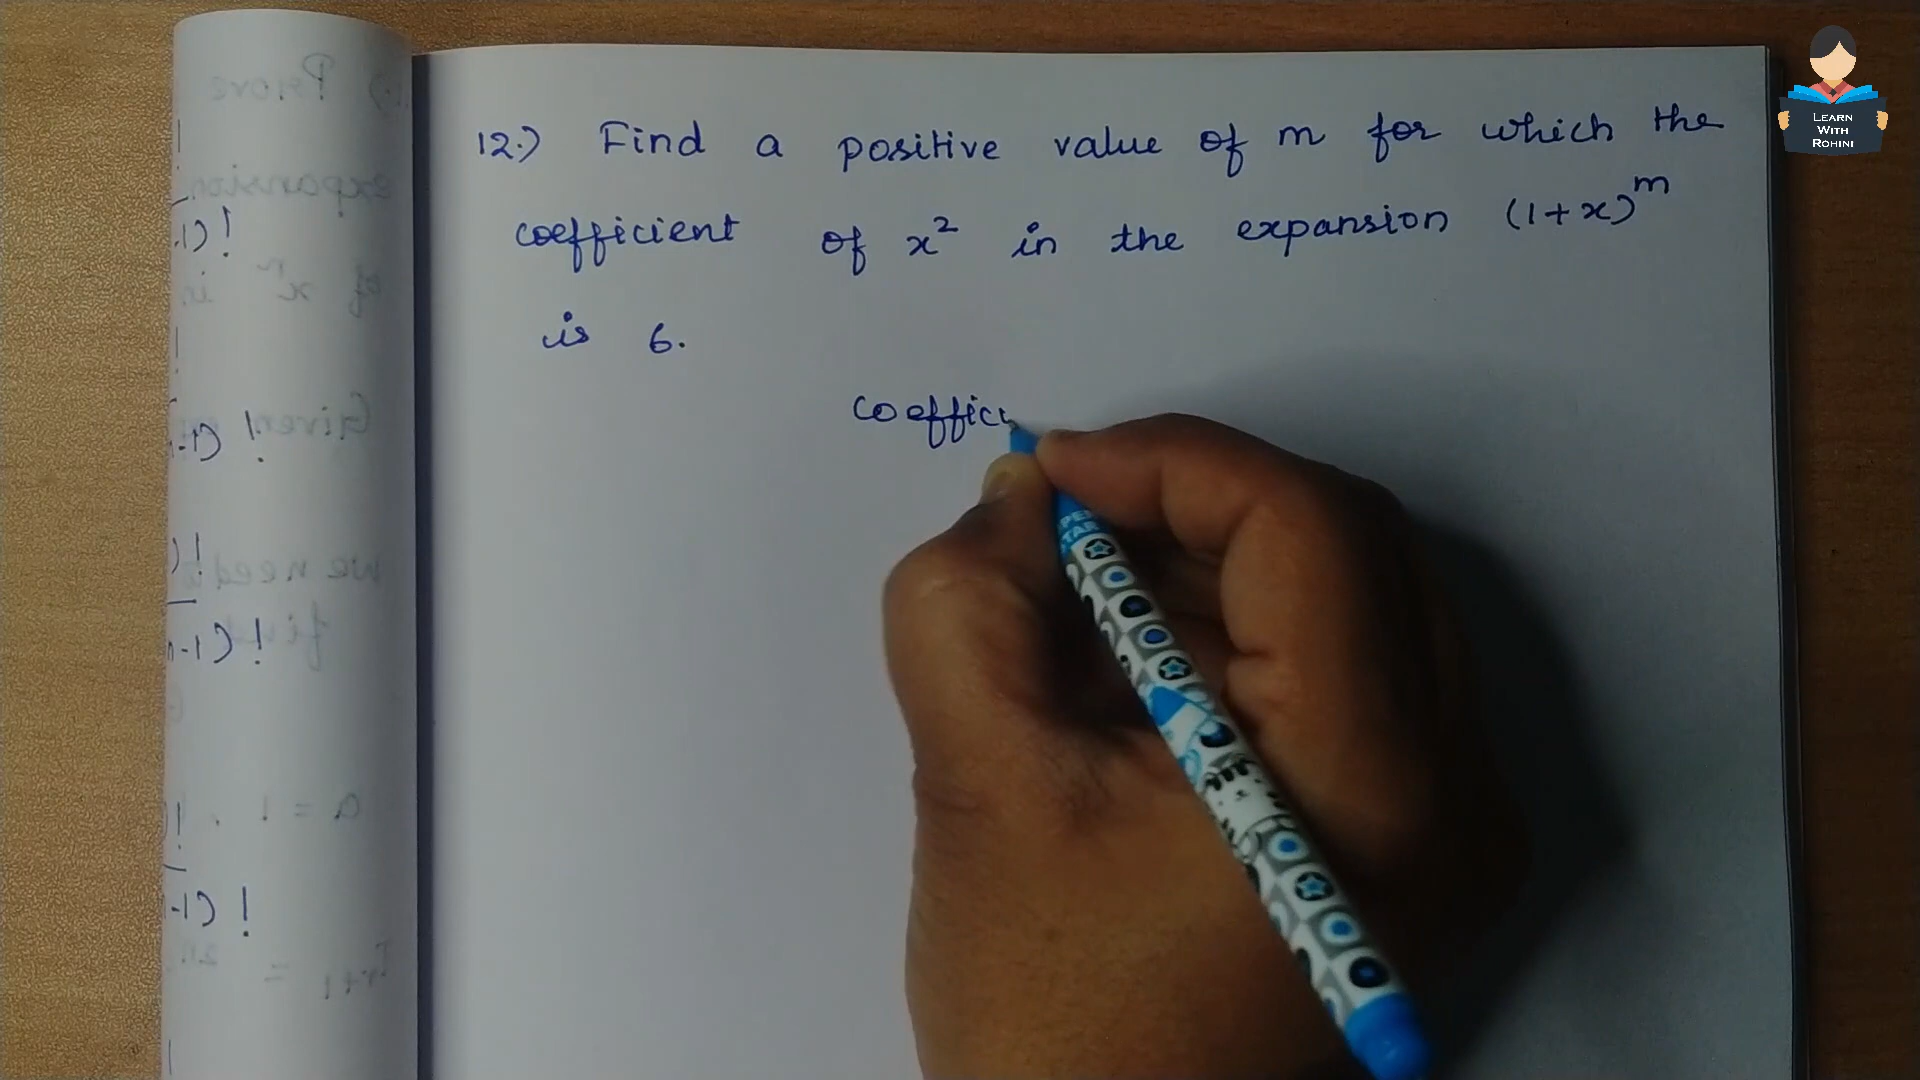 12.) Find a positive value of m for which the
coefficient of x² in the expansion (1+x)^m
is 6.
coeffici
LEARN
WITH
ROHINI